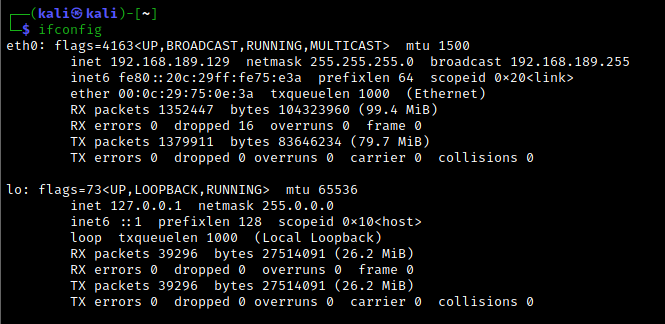 ┌──(kali㉿kali)-[~]
└─$ ifconfig
eth0: flags=4163<UP,BROADCAST,RUNNING,MULTICAST>  mtu 1500
        inet 192.168.189.129  netmask 255.255.255.0  broadcast 192.168.189.255
        inet6 fe80::20c:29ff:fe75:e3a  prefixlen 64  scopeid 0×20<link>
        ether 00:0c:29:75:0e:3a  txqueuelen 1000  (Ethernet)
        RX packets 1352447  bytes 104323960 (99.4 MiB)
        RX errors 0  dropped 16  overruns 0  frame 0
        TX packets 1379911  bytes 83646234 (79.7 MiB)
        TX errors 0  dropped 0 overruns 0  carrier 0  collisions 0
lo: flags=73<UP,LOOPBACK,RUNNING>  mtu 65536
        inet 127.0.0.1  netmask 255.0.0.0
        inet6 ::1  prefixlen 128  scopeid 0×10<host>
        loop  txqueuelen 1000  (Local Loopback)
        RX packets 39296  bytes 27514091 (26.2 MiB)
        RX errors 0  dropped 0  overruns 0  frame 0
        TX packets 39296  bytes 27514091 (26.2 MiB)
        TX errors 0  dropped 0 overruns 0  carrier 0  collisions 0